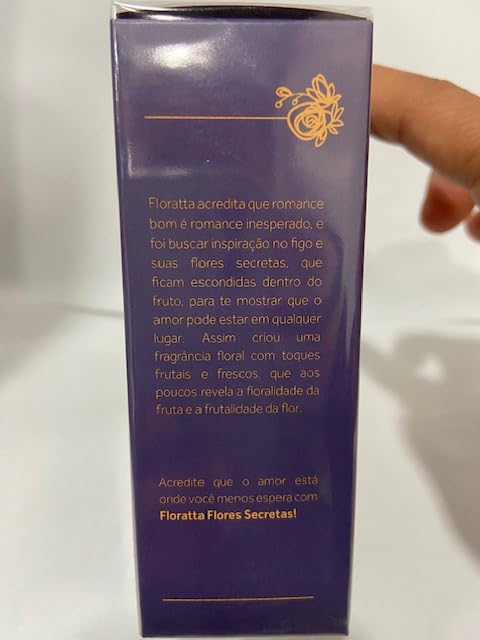 Floratta acredita que romance
bom é romance inesperado, e
foi buscar inspiração no figo e
suas flores secretas, que
ficam escondidas dentro do
fruto, para te mostrar que o
amor pode estar em qualquer
lugar. Assim criou uma
fragrância floral com toques
frutais e frescos, que aos
poucos revela a floralidade da
fruta e a frutalidade da flor.
Acredite que o amor está
onde você menos espera com
Floratta Flores Secretas!